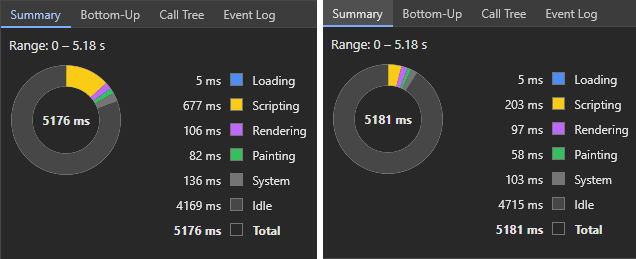 Summary Bottom-Up Call Tree Event Log
Range: 0 – 5.18 s
5176 ms
5 ms Loading
677 ms Scripting
106 ms Rendering
82 ms Painting
136 ms System
4169 ms Idle
5176 ms Total
Summary Bottom-Up Call Tree Event Log
Range: 0 – 5.18 s
5181 ms
5 ms Loading
203 ms Scripting
97 ms Rendering
58 ms Painting
103 ms System
4715 ms Idle
5181 ms Total